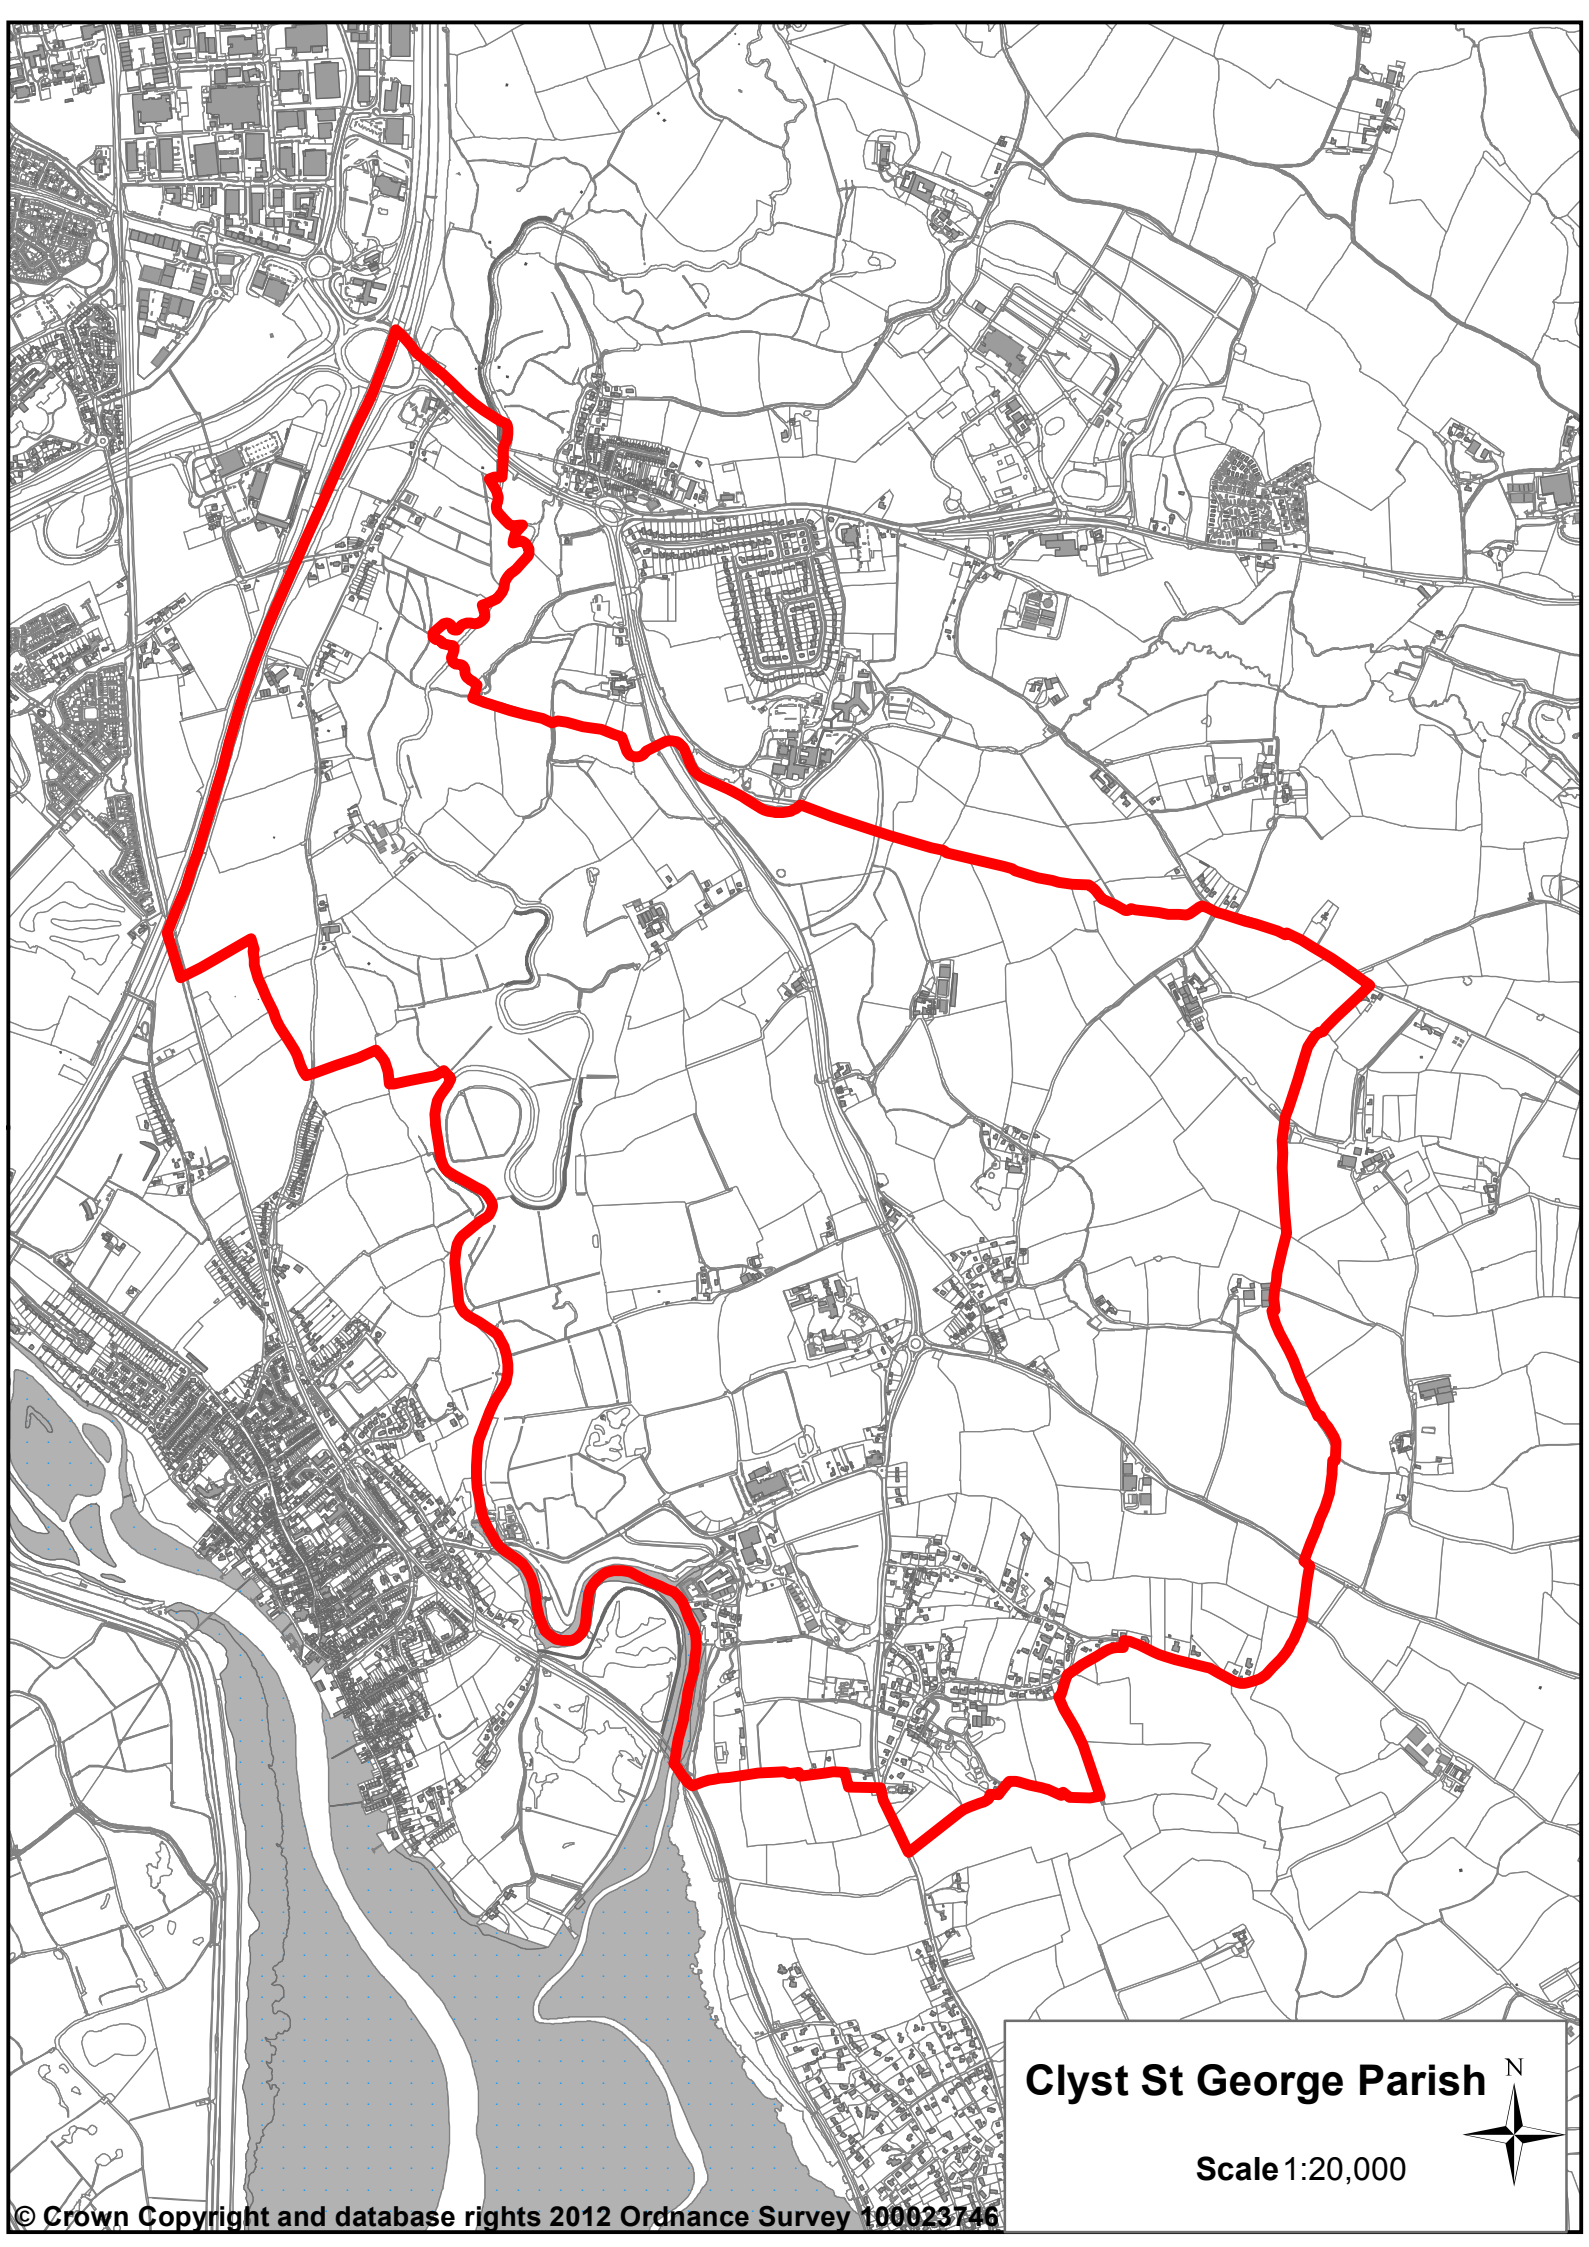 Clyst St George Parish
N
Scale 1:20,000
© Crown Copyright and database rights 2012 Ordnance Survey 100023746